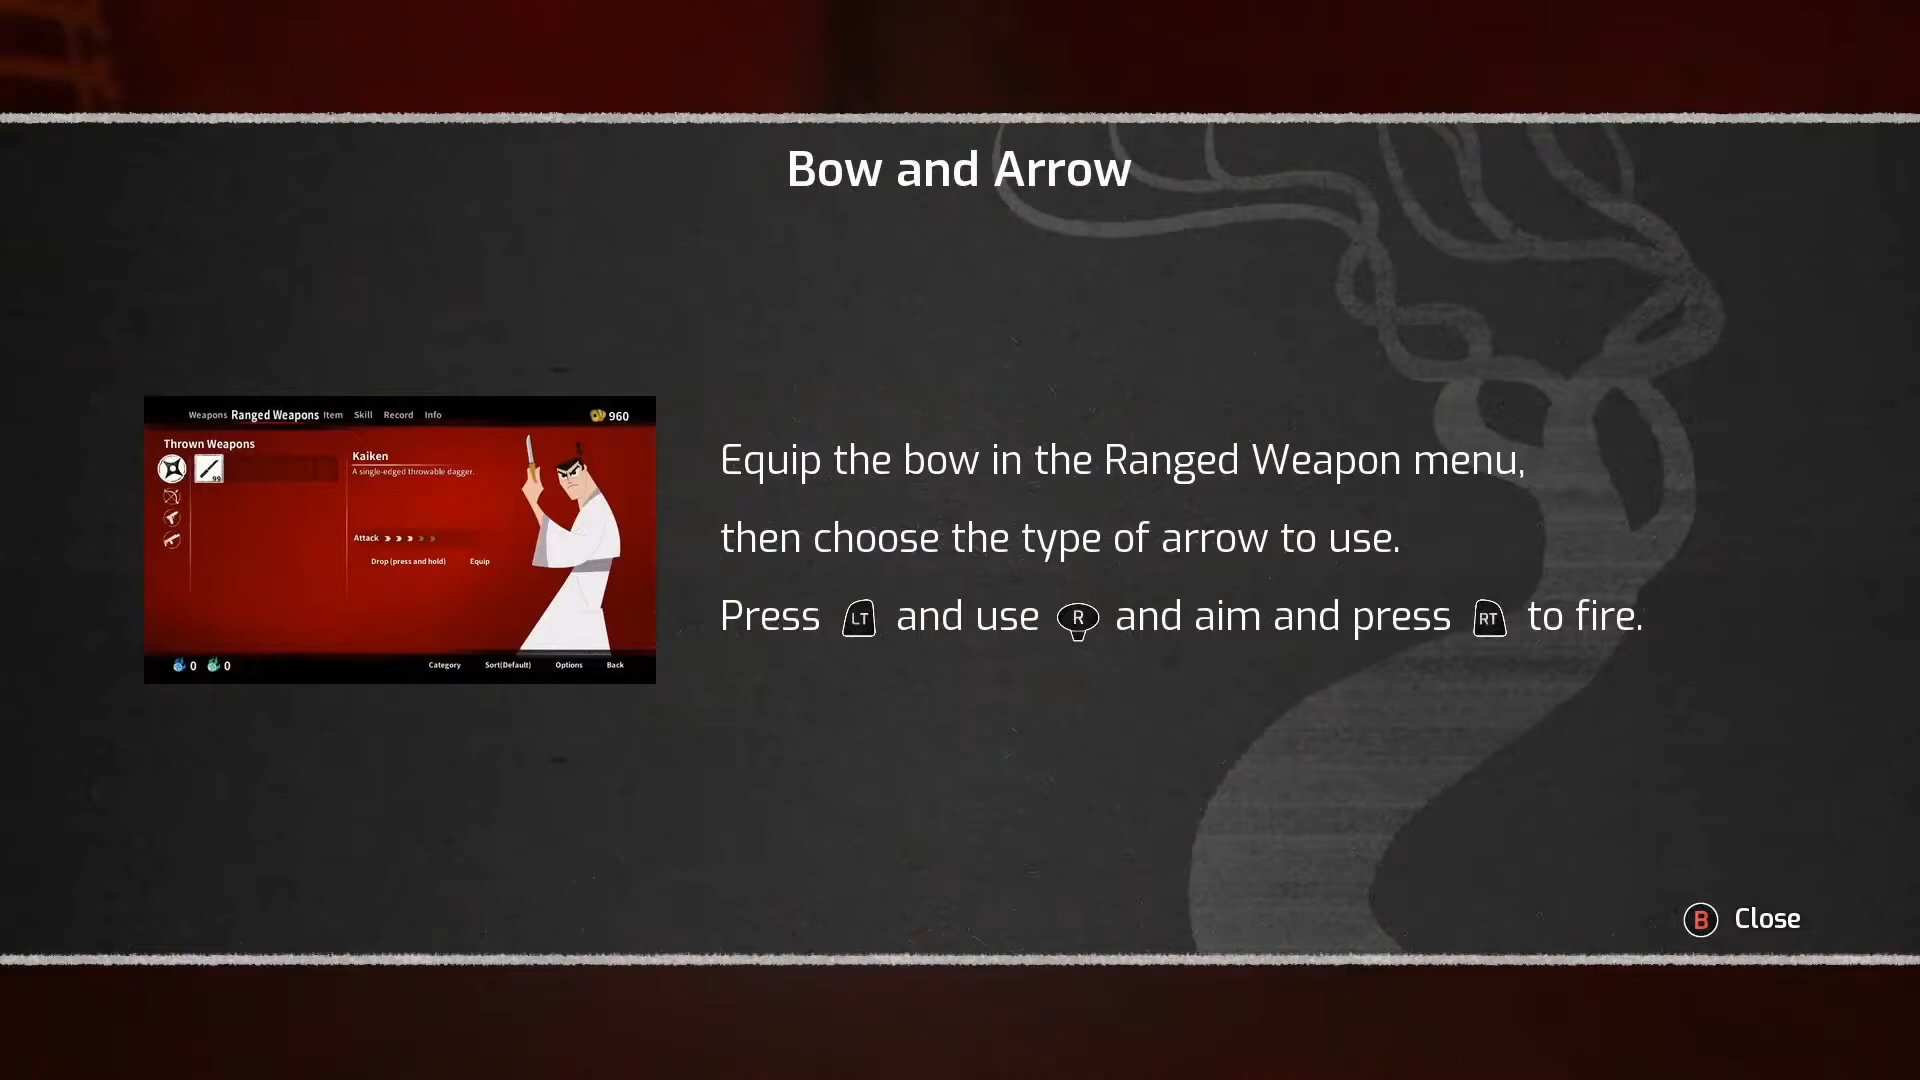 Bow and Arrow
Weapons Ranged Weapons Item Skill Record Info 960
Thrown Weapons
99
Kaiken
A single-edged throwable dagger.
Attack
Drop (press and hold) Equip
0 0 Category Sort(Default) Options Back
Equip the bow in the Ranged Weapon menu,
then choose the type of arrow to use.
Press LT and use R and aim and press RT to fire.
B Close